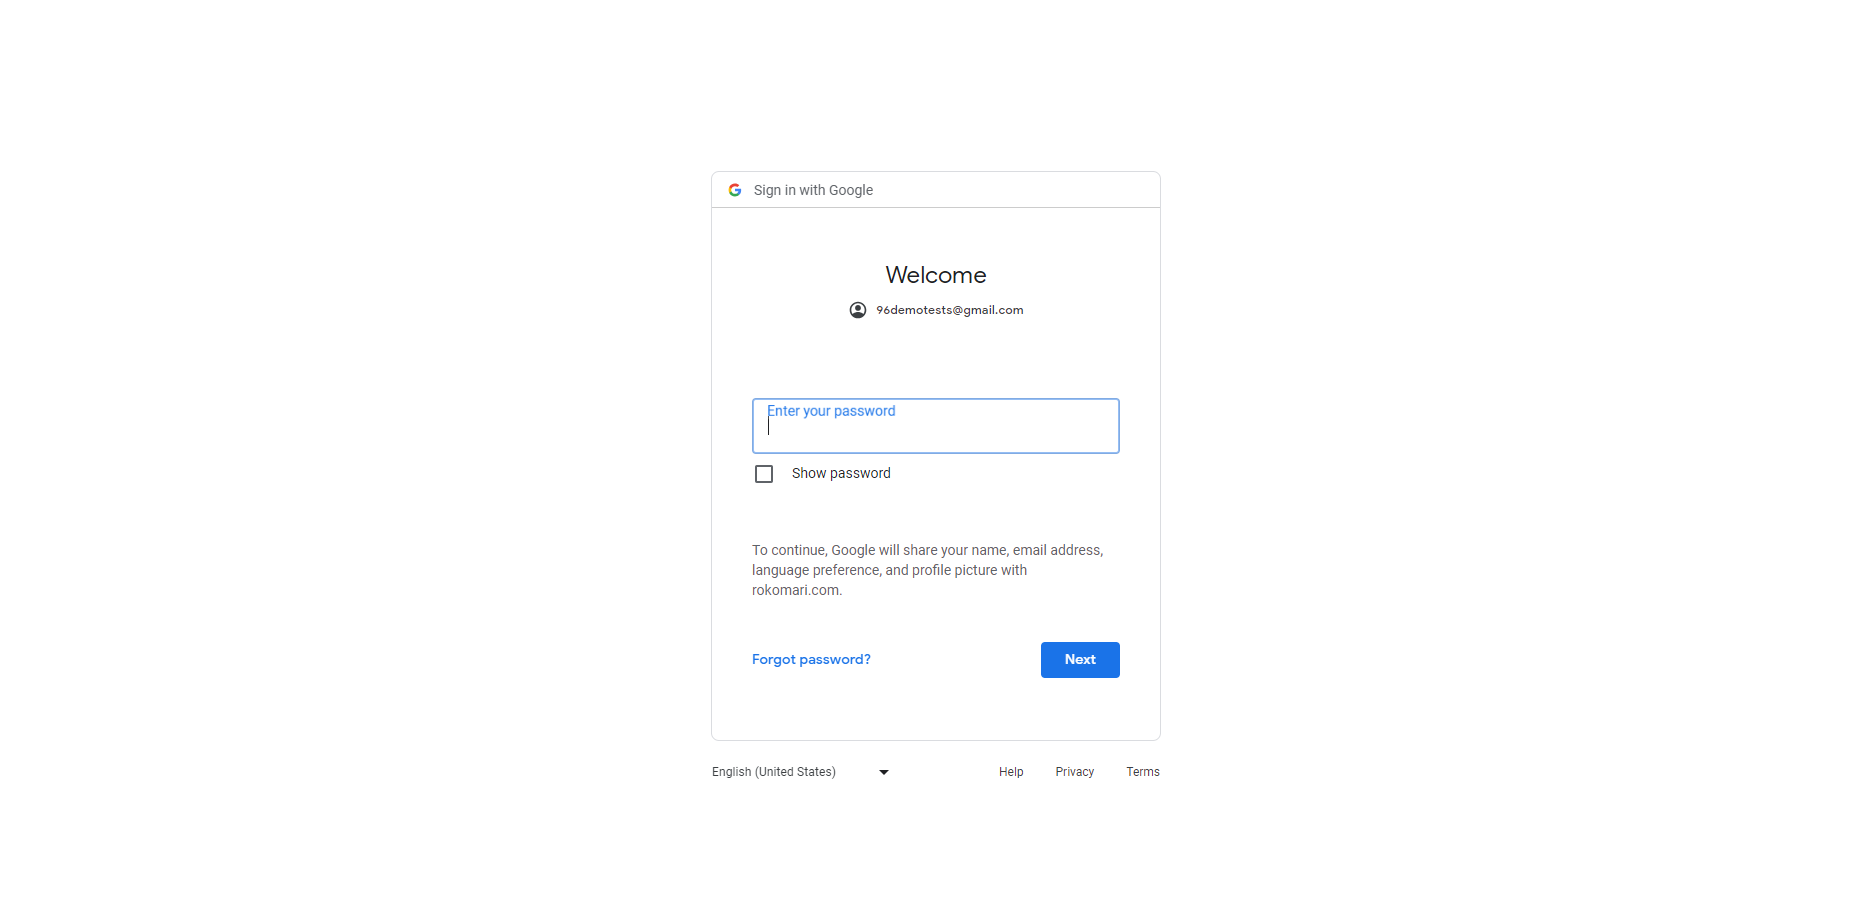 Sign in with Google
Welcome
96demotests@gmail.com
Enter your password
Show password
To continue, Google will share your name, email address,
language preference, and profile picture with
rokomari.com.
Forgot password?
Next
English (United States)
Help
Privacy
Terms